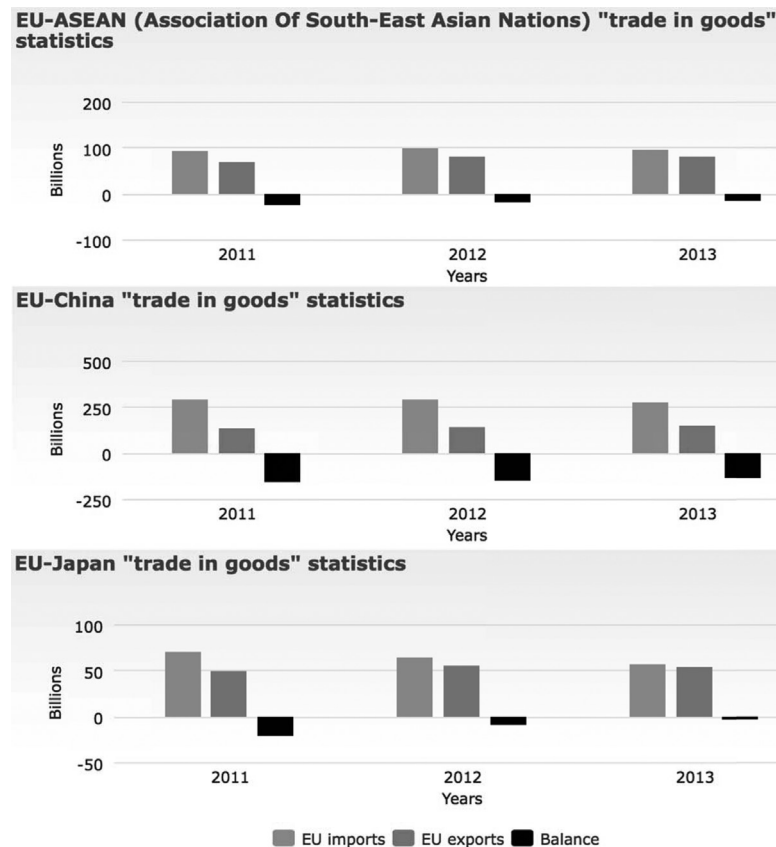 EU-ASEAN (Association Of South-East Asian Nations) "trade in goods"
statistics
200
100
0
-100
Billions
2011 2012 2013
Years
EU-China "trade in goods" statistics
500
250
0
-250
Billions
2011 2012 2013
Years
EU-Japan "trade in goods" statistics
100
50
0
-50
Billions
2011 2012 2013
Years
EU imports EU exports Balance